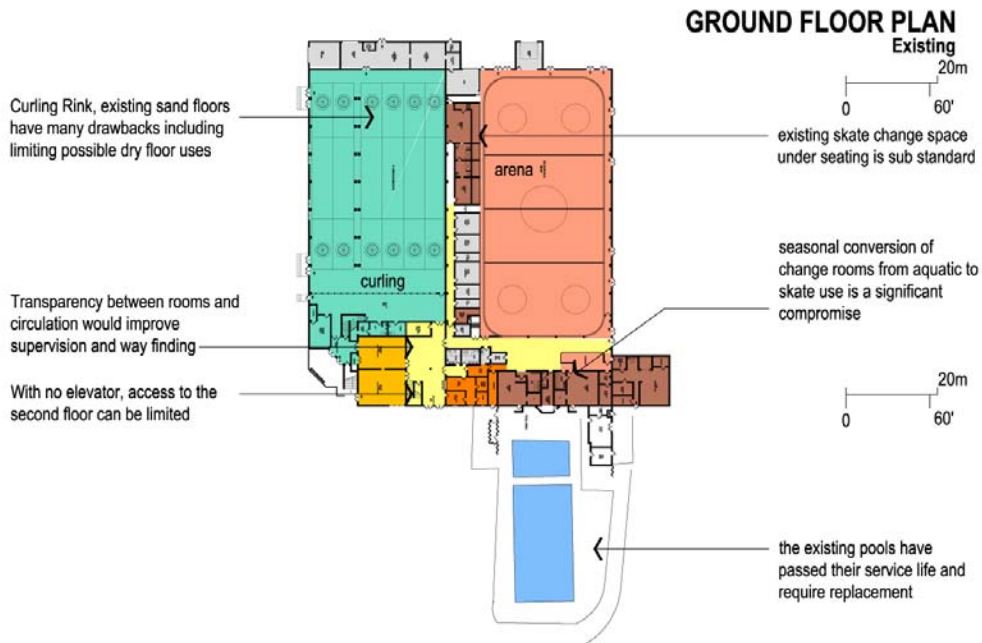 GROUND FLOOR PLAN
Existing
20m
0 60'
Curling Rink, existing sand floors
have many drawbacks including
limiting possible dry floor uses
existing skate change space
under seating is sub standard
arena
seasonal conversion of
change rooms from aquatic to
skate use is a significant
compromise
curling
Transparency between rooms and
circulation would improve
supervision and way finding
With no elevator, access to the
second floor can be limited
20m
0 60'
the existing pools have
passed their service life and
require replacement